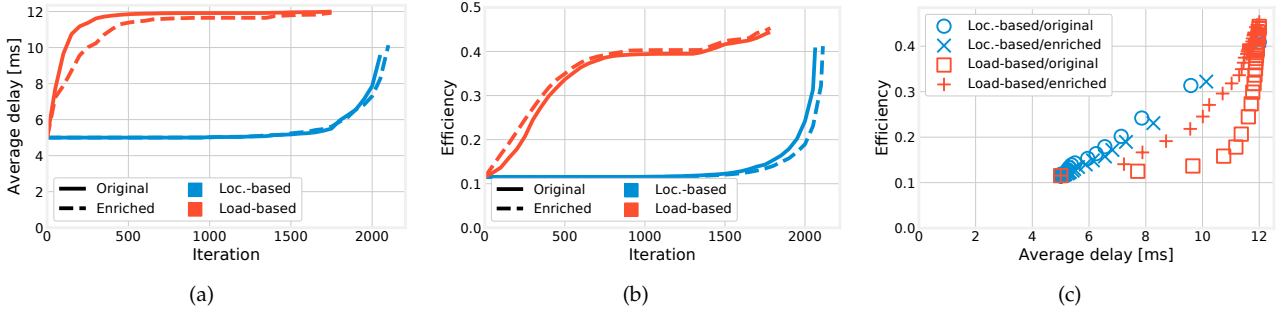 Average delay [ms]
12
10
8
6
4
2
0
0 500 1000 1500 2000
Iteration
Original
Enriched
Loc.-based
Load-based
(a)
Efficiency
0.5
0.4
0.3
0.2
0.1
0.0
0 500 1000 1500 2000
Iteration
Original
Enriched
Loc.-based
Load-based
(b)
Efficiency
0.4
0.3
0.2
0.1
0.0
0 2 4 6 8 10 12
Average delay [ms]
Loc.-based/original
Loc.-based/enriched
Load-based/original
Load-based/enriched
(c)